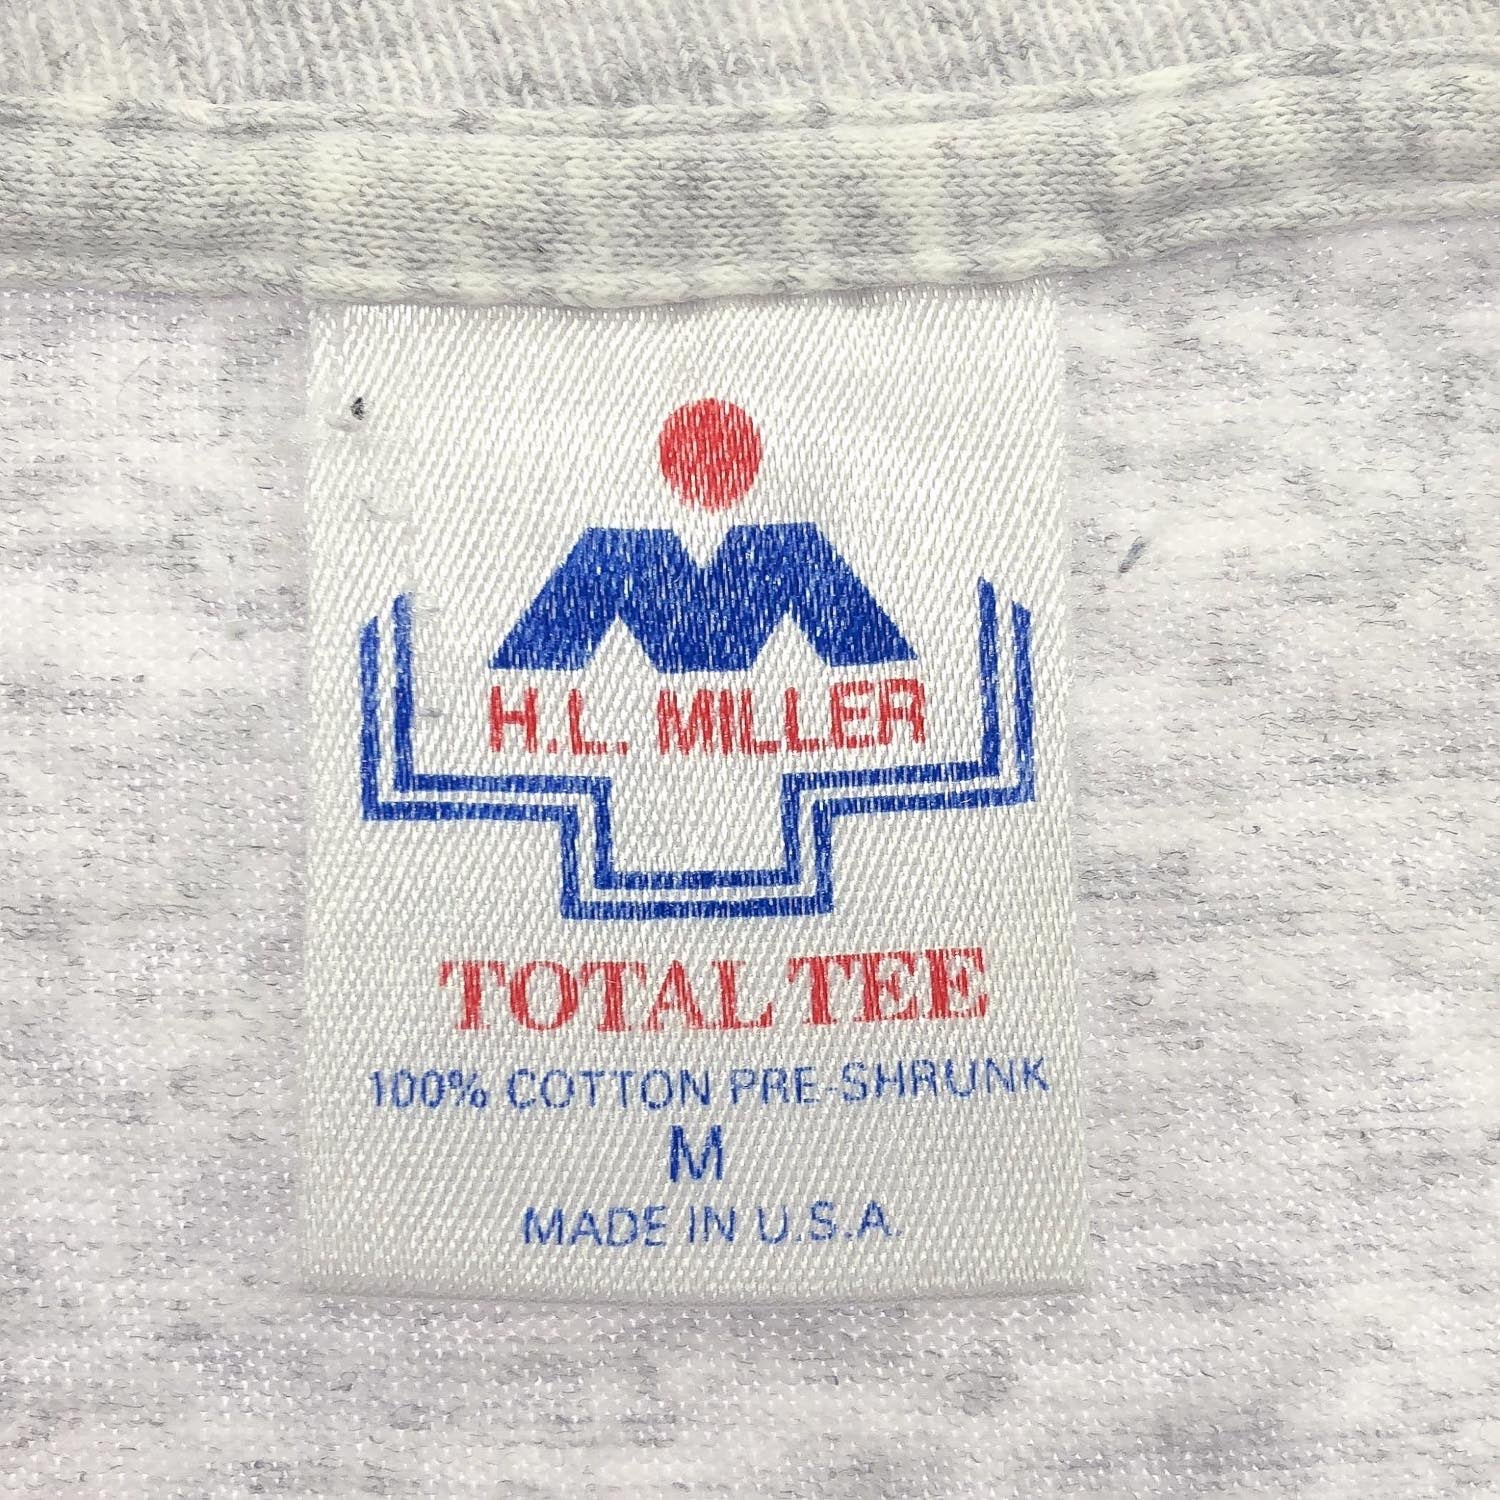 H.L. MILLER
TOTAL TEE
100% COTTON PRE-SHRUNK
M
MADE IN U.S.A.